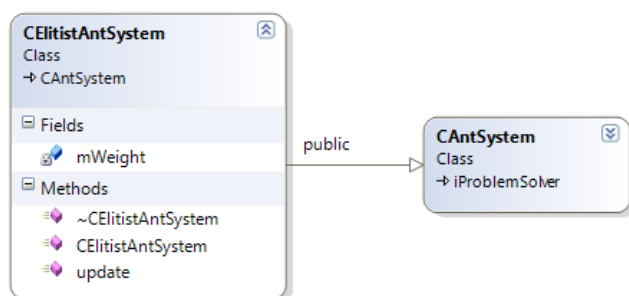 CElitistAntSystem
Class
CAntSystem
Fields
mWeight
Methods
~CElitistAntSystem
CElitistAntSystem
update
public
CAntSystem
Class
iProblemSolver